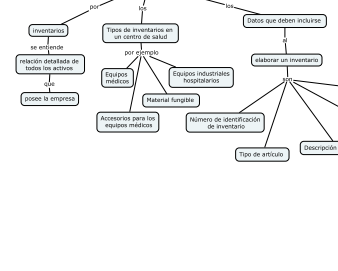 por
los
los
inventarios
se entiende
relación detallada de
todos los activos
que
posee la empresa
Tipos de inventarios en
un centro de salud
por ejemplo
Equipos
médicos
Equipos industriales
hospitalarios
Material fungible
Accesorios para los
equipos médicos
Datos que deben incluirse
al
elaborar un inventario
son
Número de identificación
de inventario
Tipo de artículo
Descripción